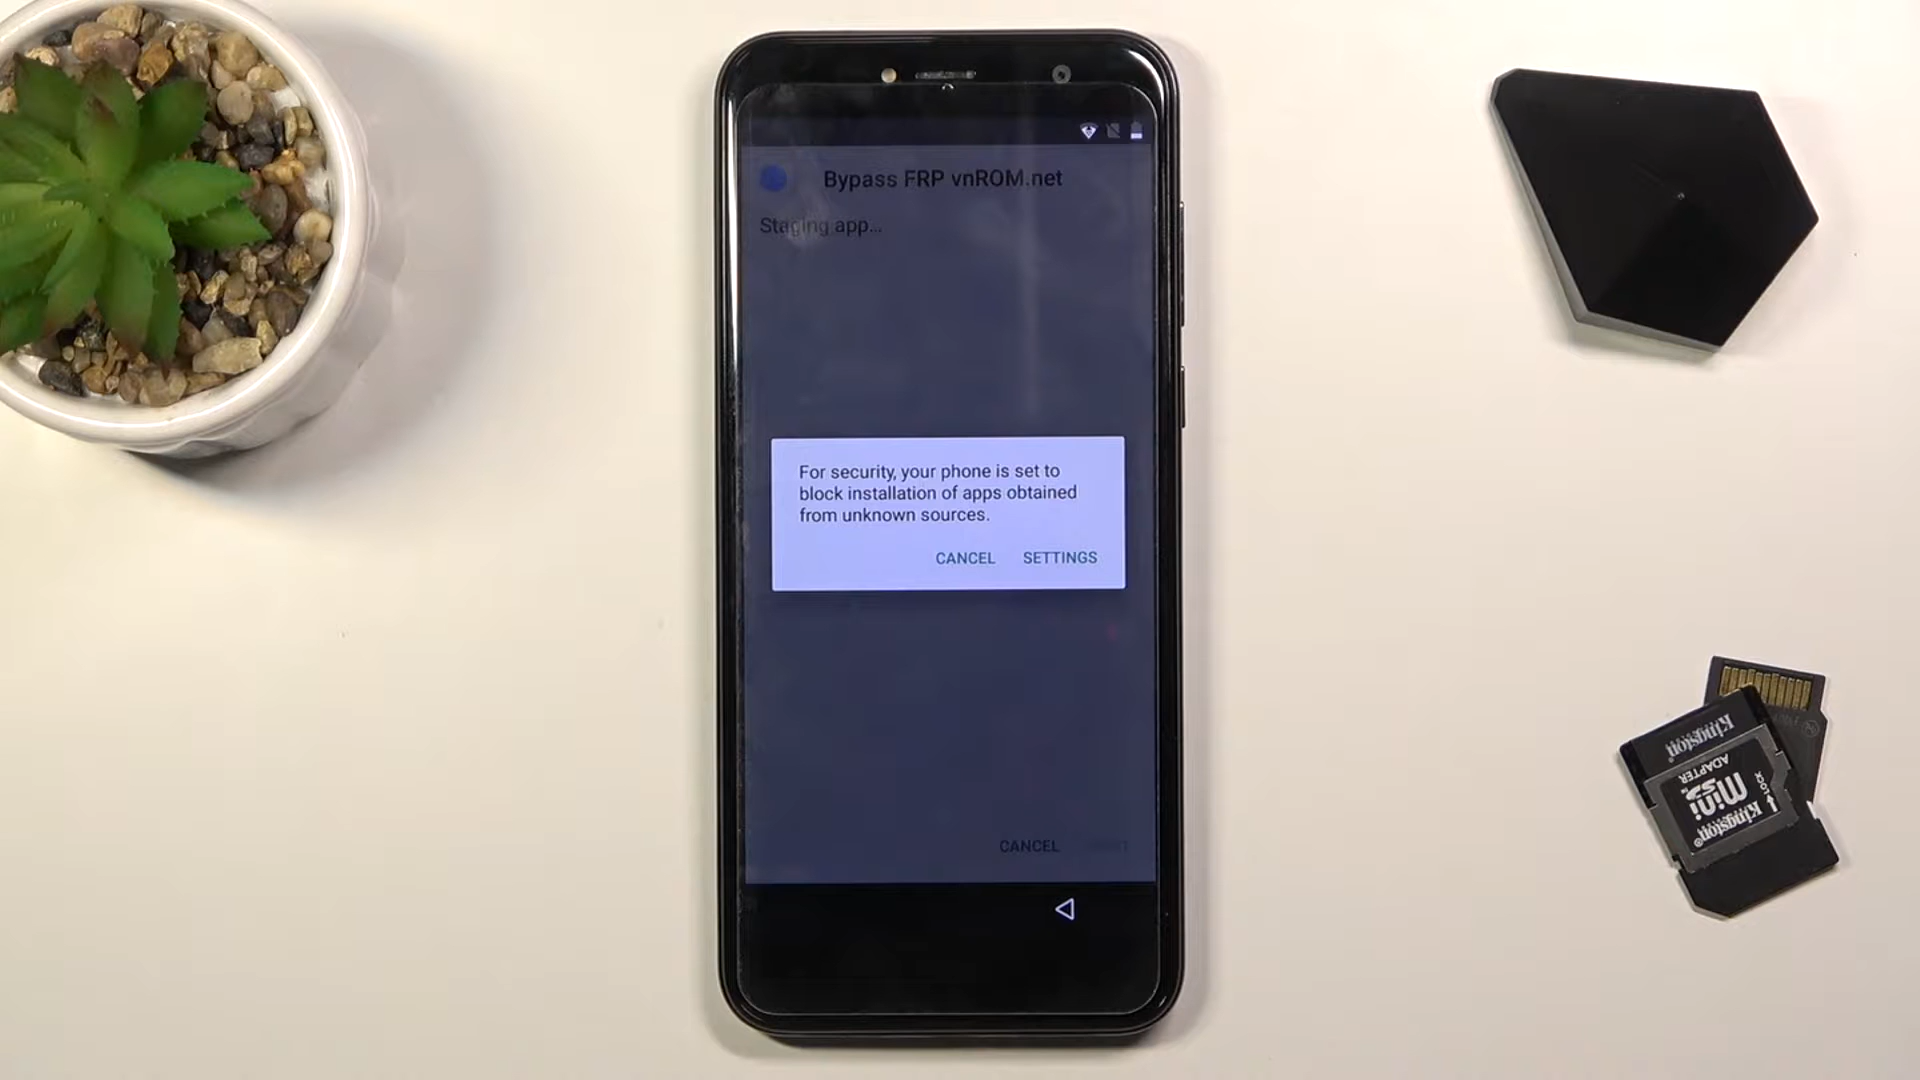 Bypass FRP vnROM.net
Staging app...
For security, your phone is set to
block installation of apps obtained
from unknown sources.
CANCEL SETTINGS
CANCEL
Kingston
ADAPTER
mini
LOCK
Kingston